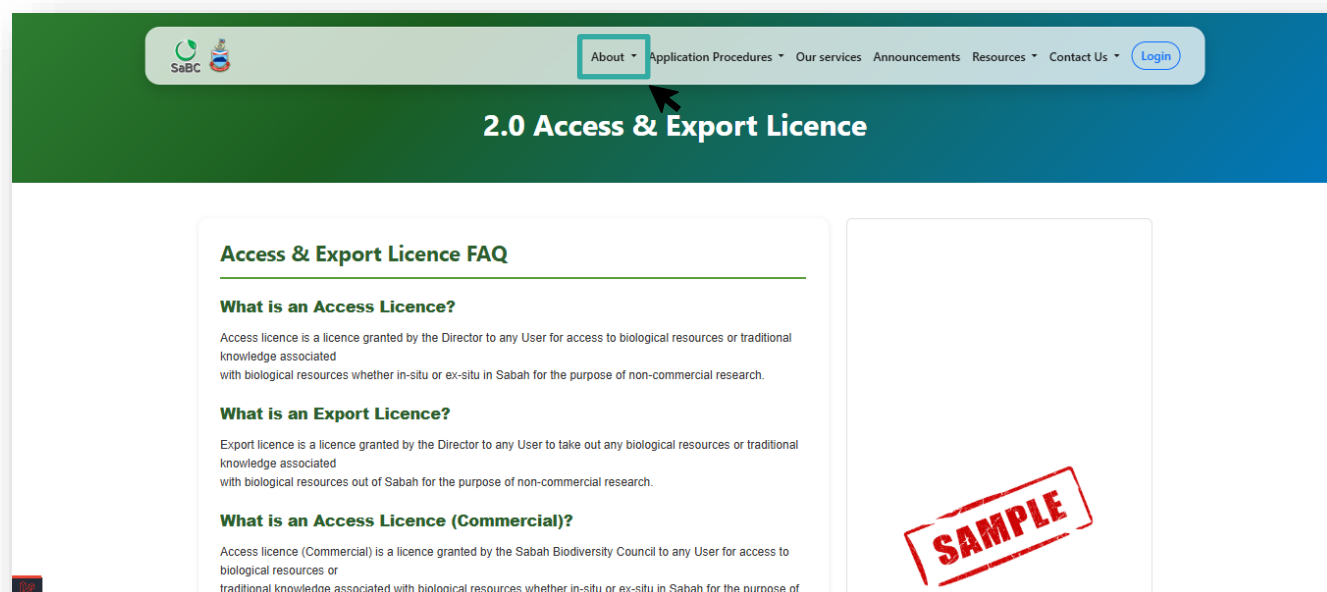 SaBC
About Application Procedures Our services Announcements Resources Contact Us Login
2.0 Access & Export Licence
Access & Export Licence FAQ
What is an Access Licence?
Access licence is a licence granted by the Director to any User for access to biological resources or traditional
knowledge associated
with biological resources whether in-situ or ex-situ in Sabah for the purpose of non-commercial research.
What is an Export Licence?
Export licence is a licence granted by the Director to any User to take out any biological resources or traditional
knowledge associated
with biological resources out of Sabah for the purpose of non-commercial research.
What is an Access Licence (Commercial)?
Access licence (Commercial) is a licence granted by the Sabah Biodiversity Council to any User for access to
biological resources or
traditional knowledge associated with biological resources whether in-situ or ex-situ in Sabah for the purpose of
SAMPLE